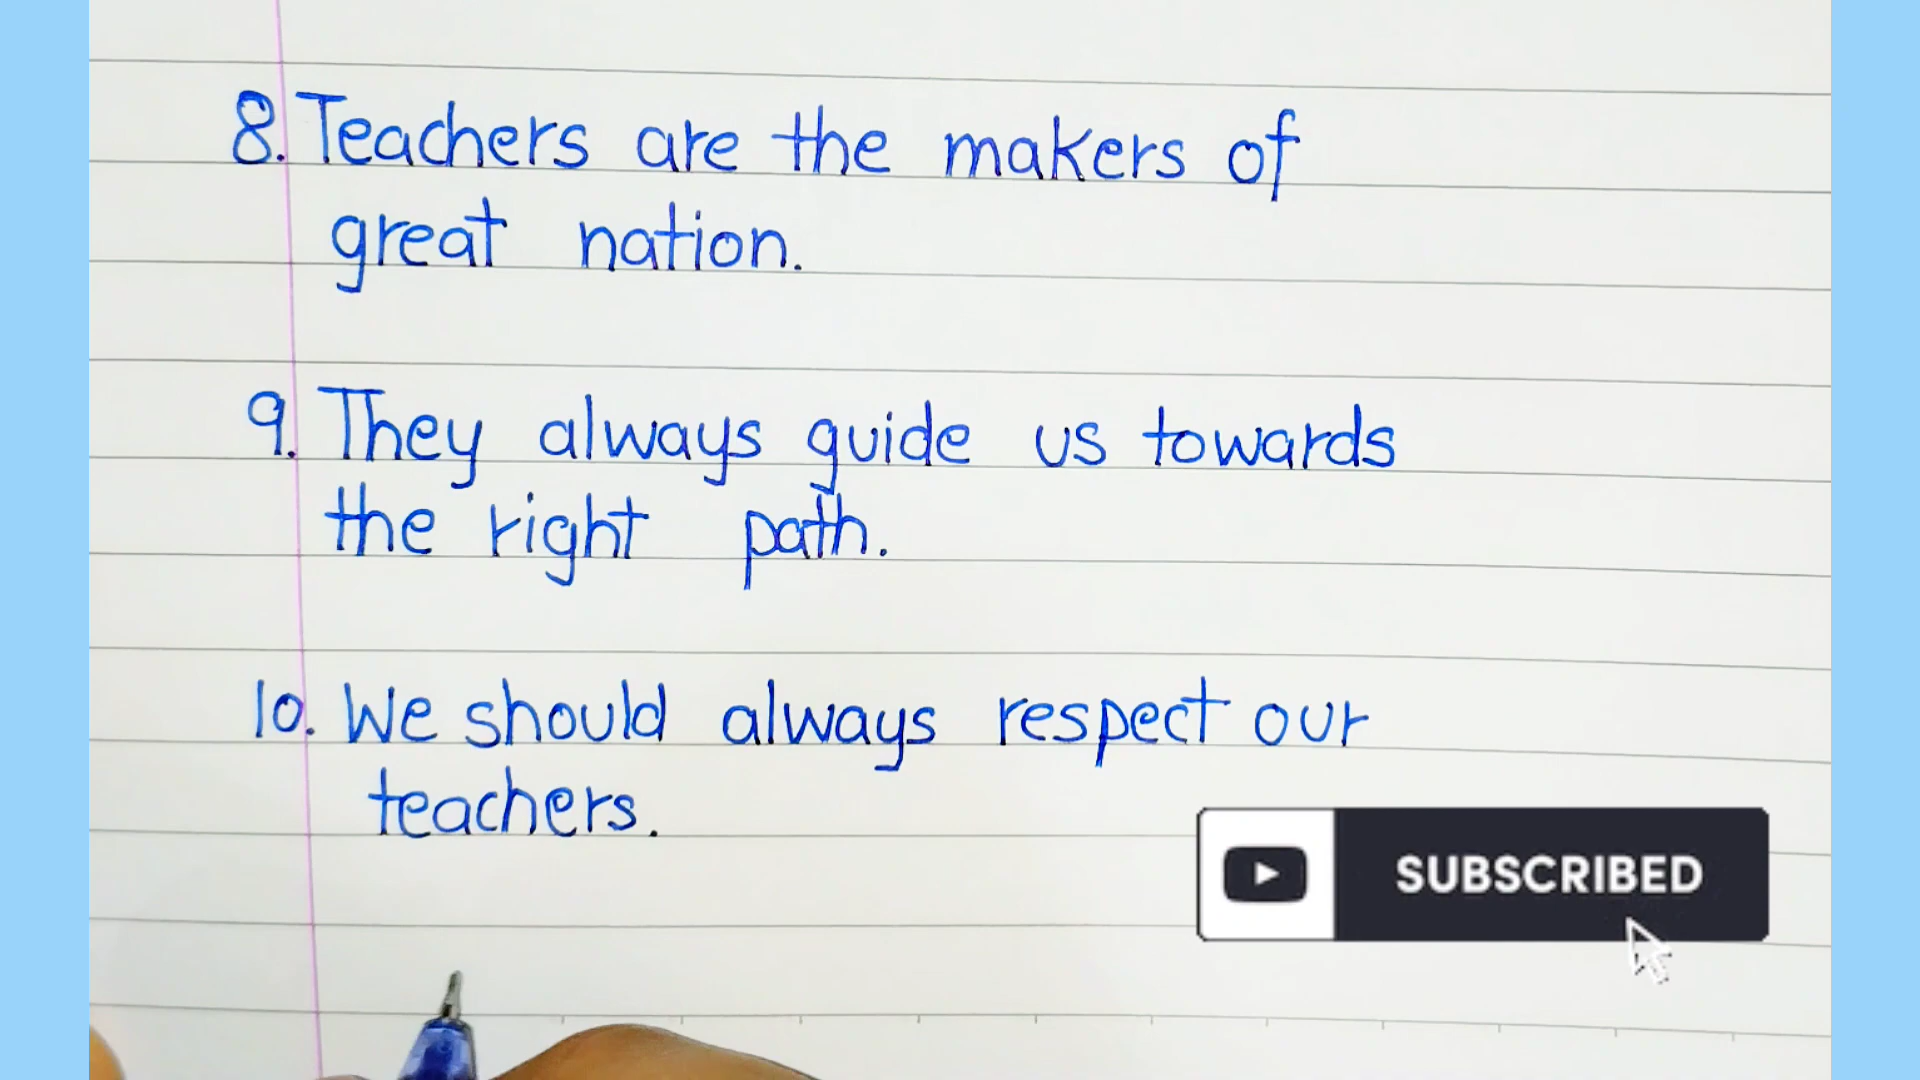 8. Teachers are the makers of
great nation.
9. They always guide us towards
the right path.
10. We should always respect our
teachers.
SUBSCRIBED